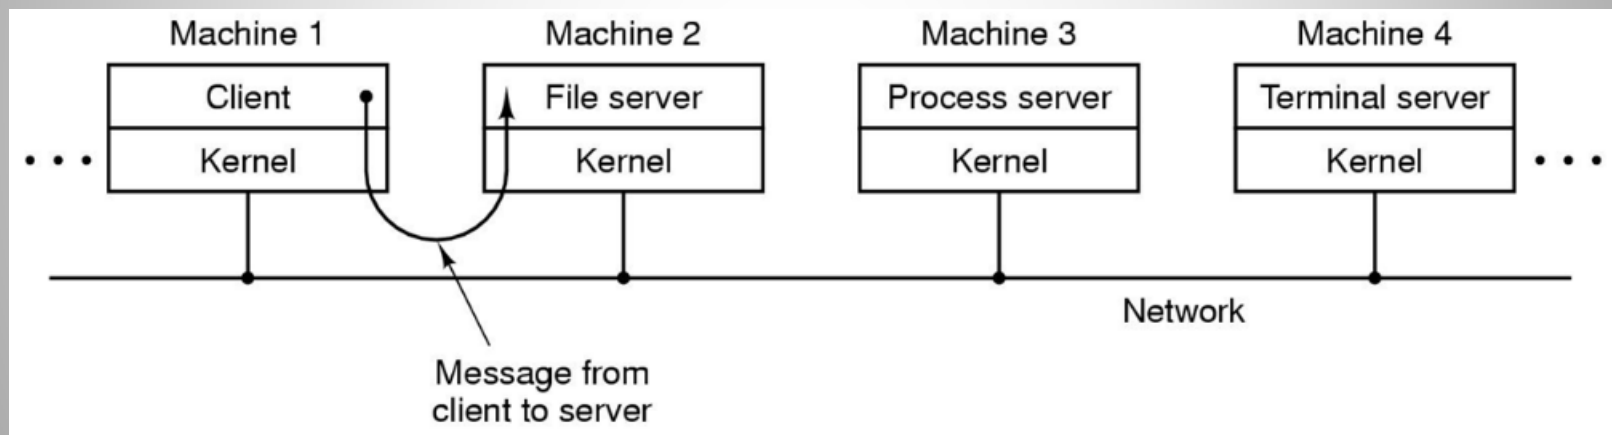 Machine 1
Machine 2
Machine 3
Machine 4
Client
File server
Process server
Terminal server
Kernel
Kernel
Kernel
Kernel
Network
Message from
client to server